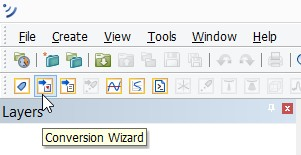 File Create View Tools Window Help
Layers
Conversion Wizard